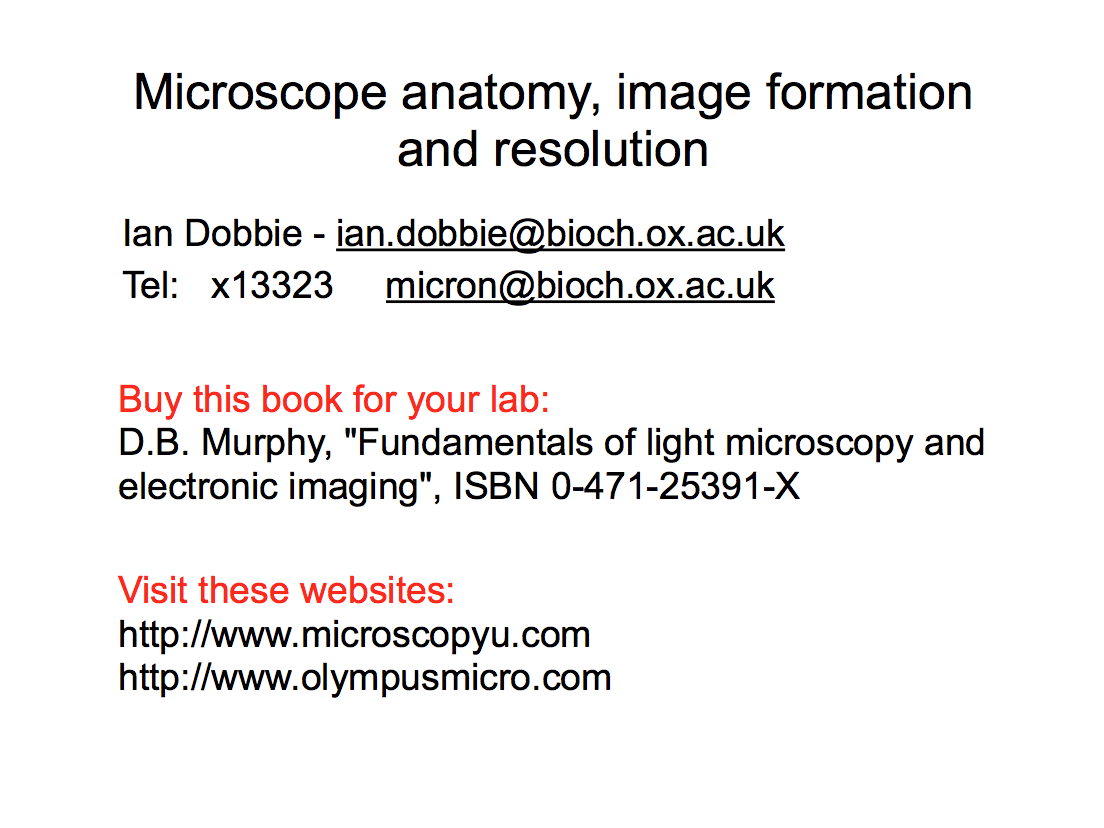 Microscope anatomy, image formation
and resolution
Ian Dobbie - ian.dobbie@bioch.ox.ac.uk
Tel: x13323 micron@bioch.ox.ac.uk
Buy this book for your lab:
D.B. Murphy, "Fundamentals of light microscopy and
electronic imaging", ISBN 0-471-25391-X
Visit these websites:
http://www.microscopyu.com
http://www.olympusmicro.com